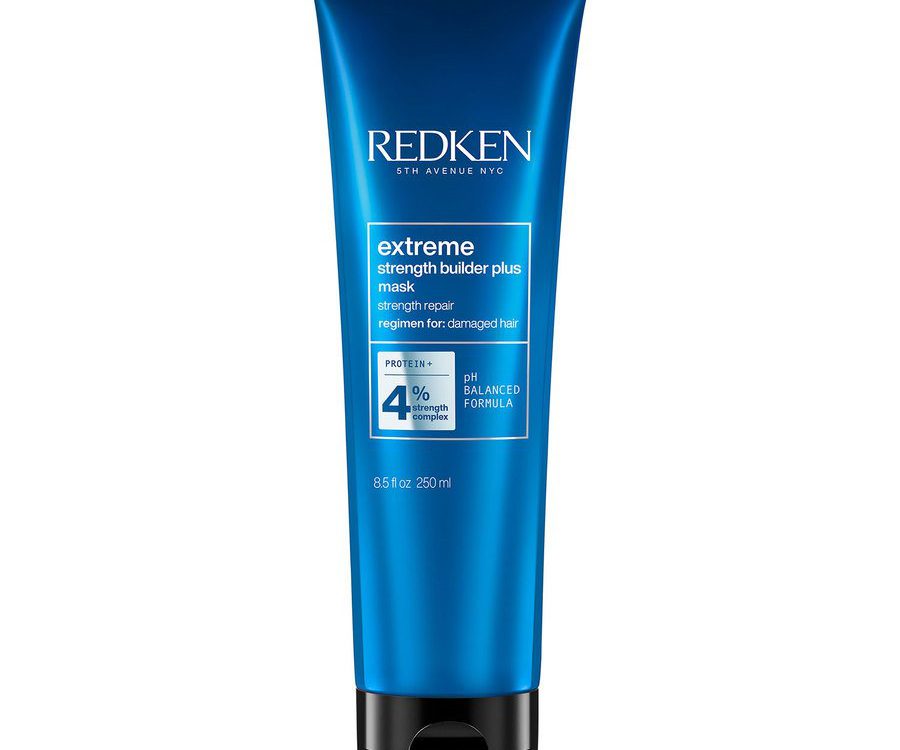 REDKEN
5TH AVENUE NYC
extreme
strength builder plus
mask
strength repair
regimen for: damaged hair
PROTEIN +
4%
strength
complex
pH
BALANCED
FORMULA
8.5 fl oz 250 ml